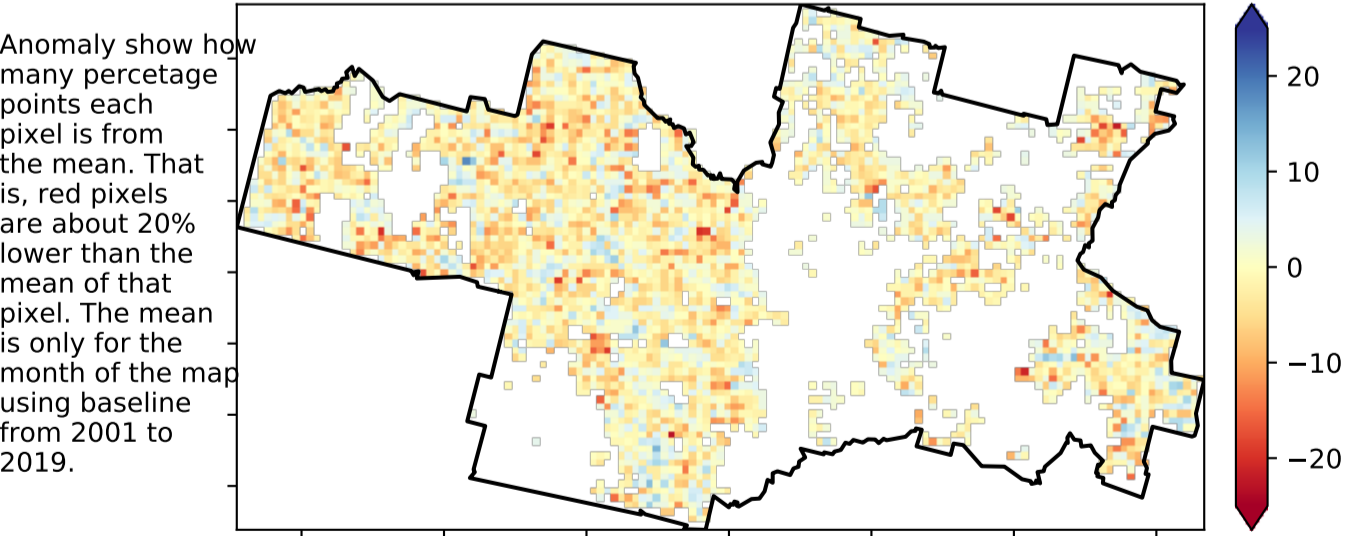 Anomaly show how
many percetage
points each
pixel is from
the mean. That
is, red pixels
are about 20%
lower than the
mean of that
pixel. The mean
is only for the
month of the map
using baseline
from 2001 to
2019.
20
10
0
−10
−20